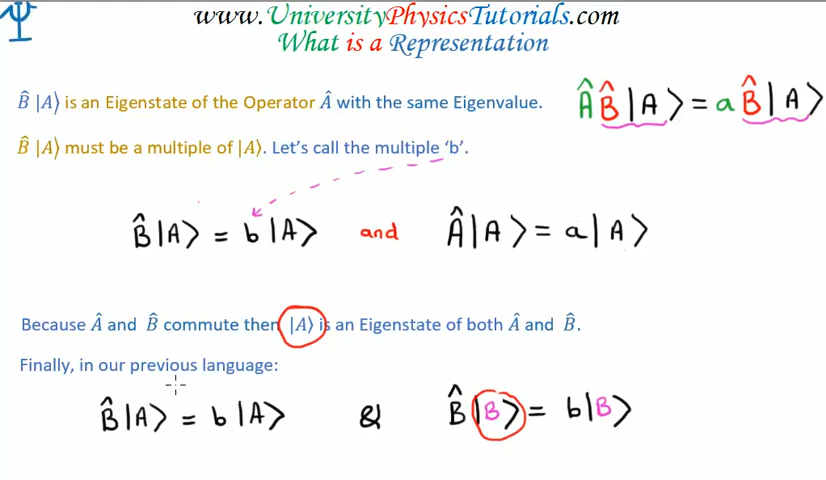 www.UniversityPhysicsTutorials.com
What is a Representation
B̂ |A⟩ is an Eigenstate of the Operator Â with the same Eigenvalue.
Â B̂ |A⟩ = a B̂ |A⟩
B̂ |A⟩ must be a multiple of |A⟩. Let's call the multiple 'b'.
B̂ |A⟩ = b |A⟩ and Â |A⟩ = a |A⟩
Because Â and B̂ commute then |A⟩ is an Eigenstate of both Â and B̂.
Finally, in our previous language:
B̂ |A⟩ = b |A⟩ & B̂ |B⟩ = b |B⟩